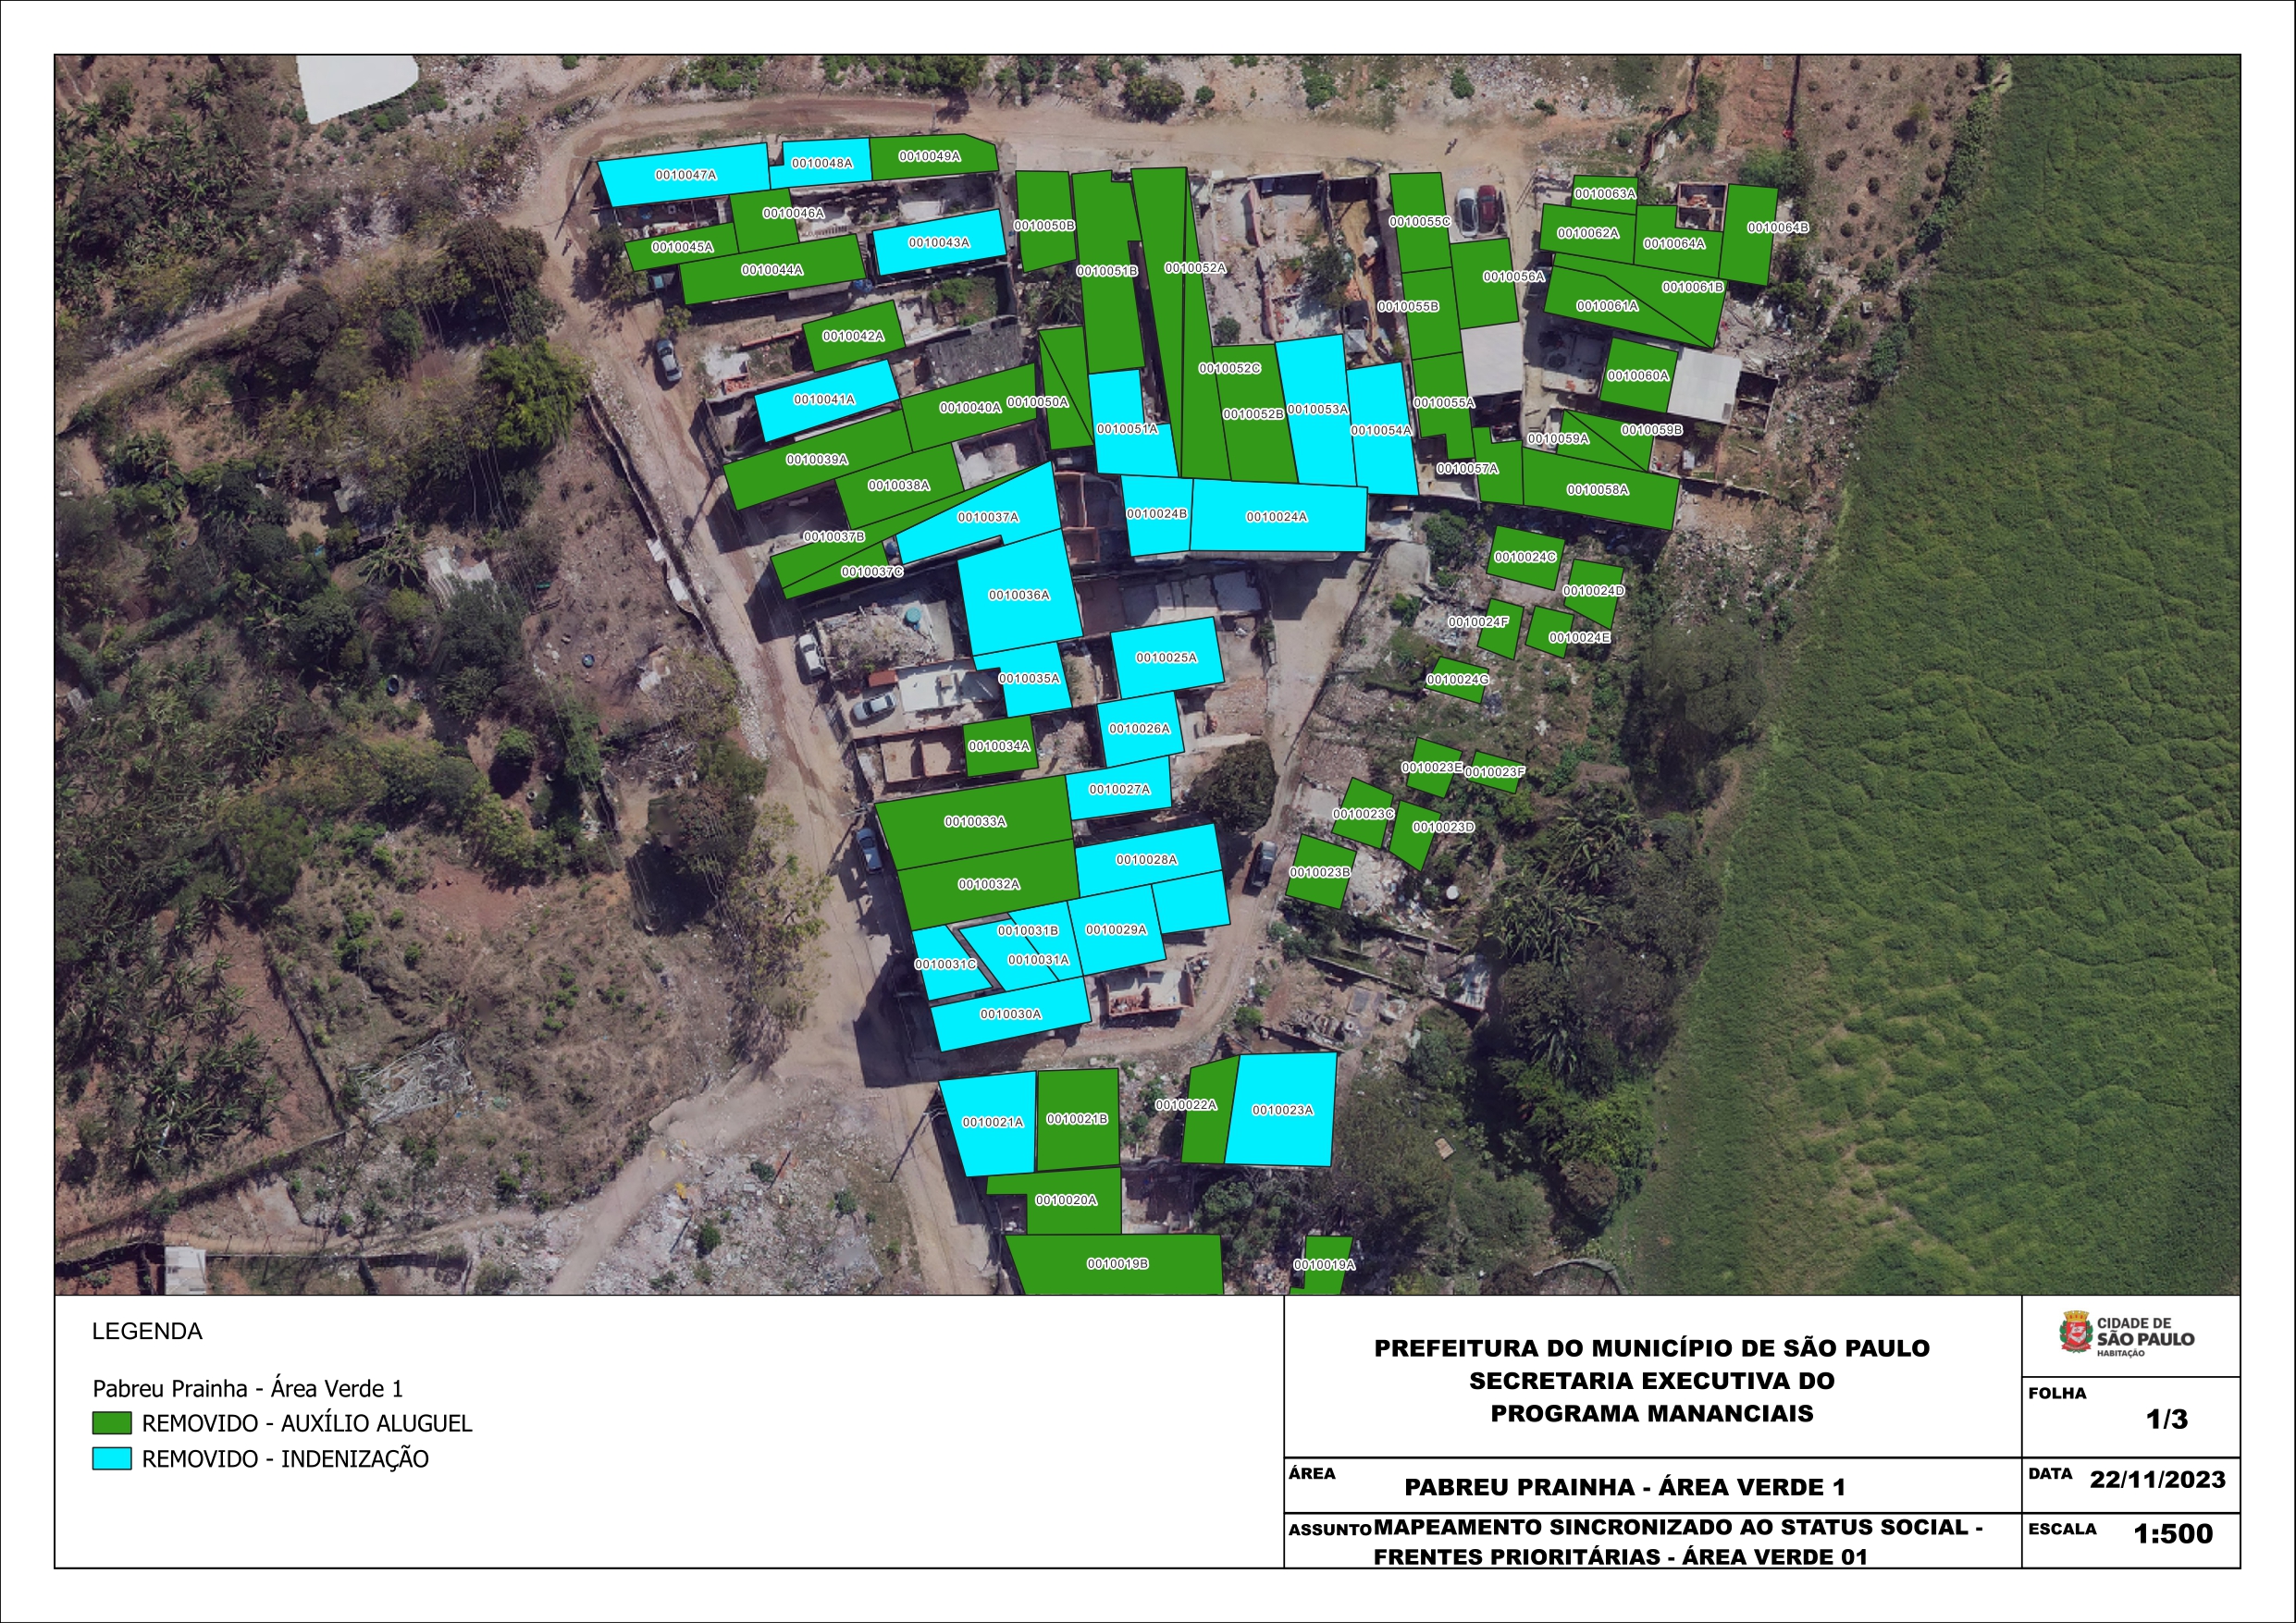 0010047A
0010048A
0010049A
0010046A
0010045A
0010044A
0010043A
0010050B
0010051B
0010052A
0010055C
0010056A
0010055B
0010063A
0010062A
0010064A
0010064B
0010061B
0010061A
0010042A
0010041A
0010040A
0010050A
0010052C
0010052B
0010053A
0010054A
0010055A
0010051A
0010060A
0010059A
0010059B
0010057A
0010058A
0010039A
0010038A
0010037A
0010037B
0010037C
0010024B
0010024A
0010024C
0010024D
0010024F
0010024E
0010024G
0010036A
0010035A
0010025A
0010026A
0010034A
0010027A
0010033A
0010032A
0010028A
0010023E
0010023F
0010023C
0010023D
0010023B
0010031B
0010029A
0010031C
0010031A
0010030A
0010021A
0010021B
0010022A
0010023A
0010020A
0010019B
0010019A
LEGENDA
Pabreu Prainha - Área Verde 1
REMOVIDO - AUXÍLIO ALUGUEL
REMOVIDO - INDENIZAÇÃO
PREFEITURA DO MUNICÍPIO DE SÃO PAULO
SECRETARIA EXECUTIVA DO
PROGRAMA MANANCIAIS
CIDADE DE
SÃO PAULO
HABITAÇÃO
FOLHA
1/3
ÁREA
PABREU PRAINHA - ÁREA VERDE 1
DATA 22/11/2023
ASSUNTO MAPEAMENTO SINCRONIZADO AO STATUS SOCIAL -
FRENTES PRIORITÁRIAS - ÁREA VERDE 01
ESCALA 1:500